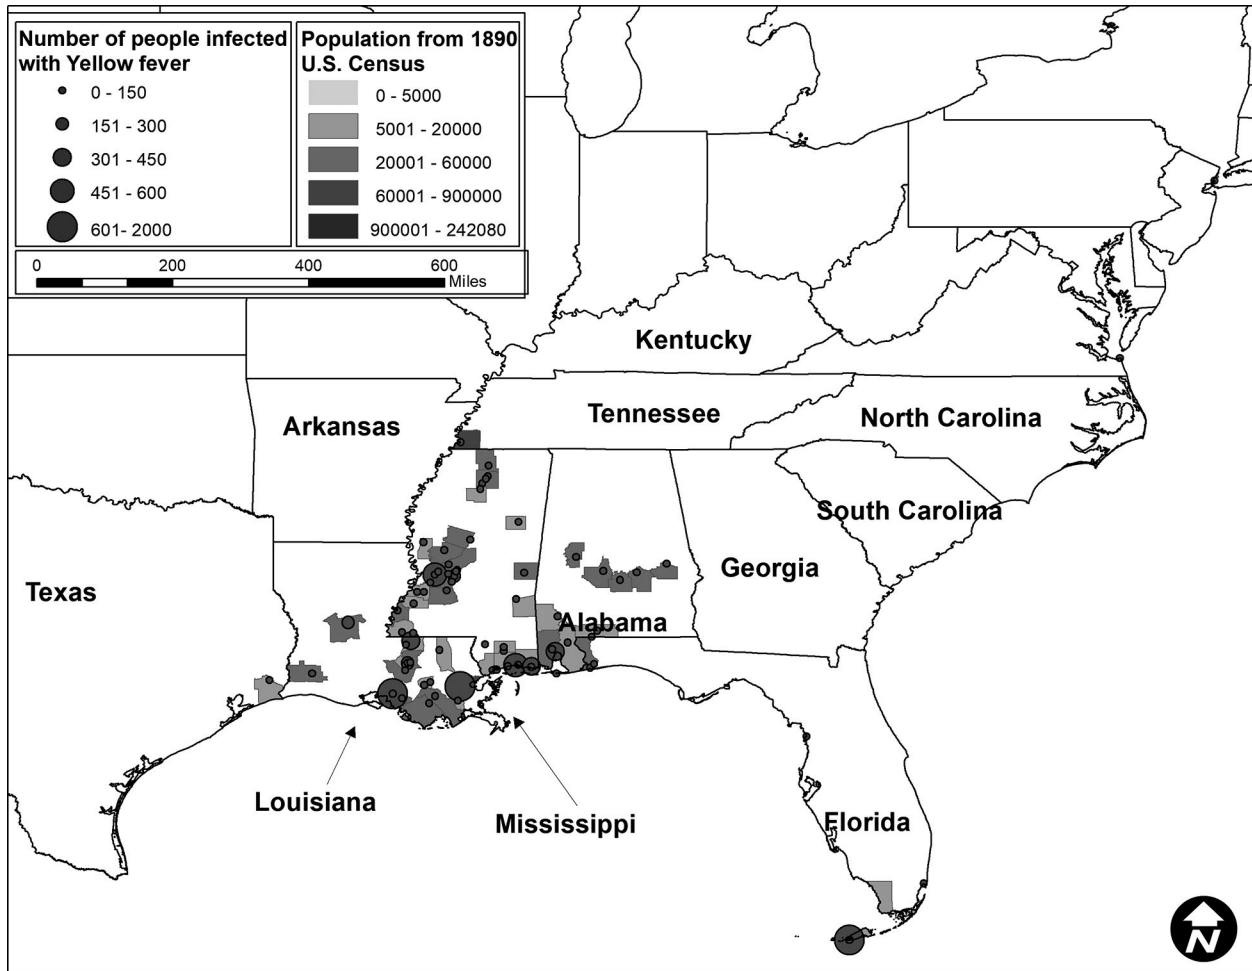 Number of people infected
with Yellow fever
0 - 150
151 - 300
301 - 450
451 - 600
601- 2000
Population from 1890
U.S. Census
0 - 5000
5001 - 20000
20001 - 60000
60001 - 900000
900001 - 242080
0 200 400 600
Miles
Kentucky
Tennessee
North Carolina
Arkansas
South Carolina
Georgia
Texas
Alabama
Louisiana
Mississippi
Florida
N